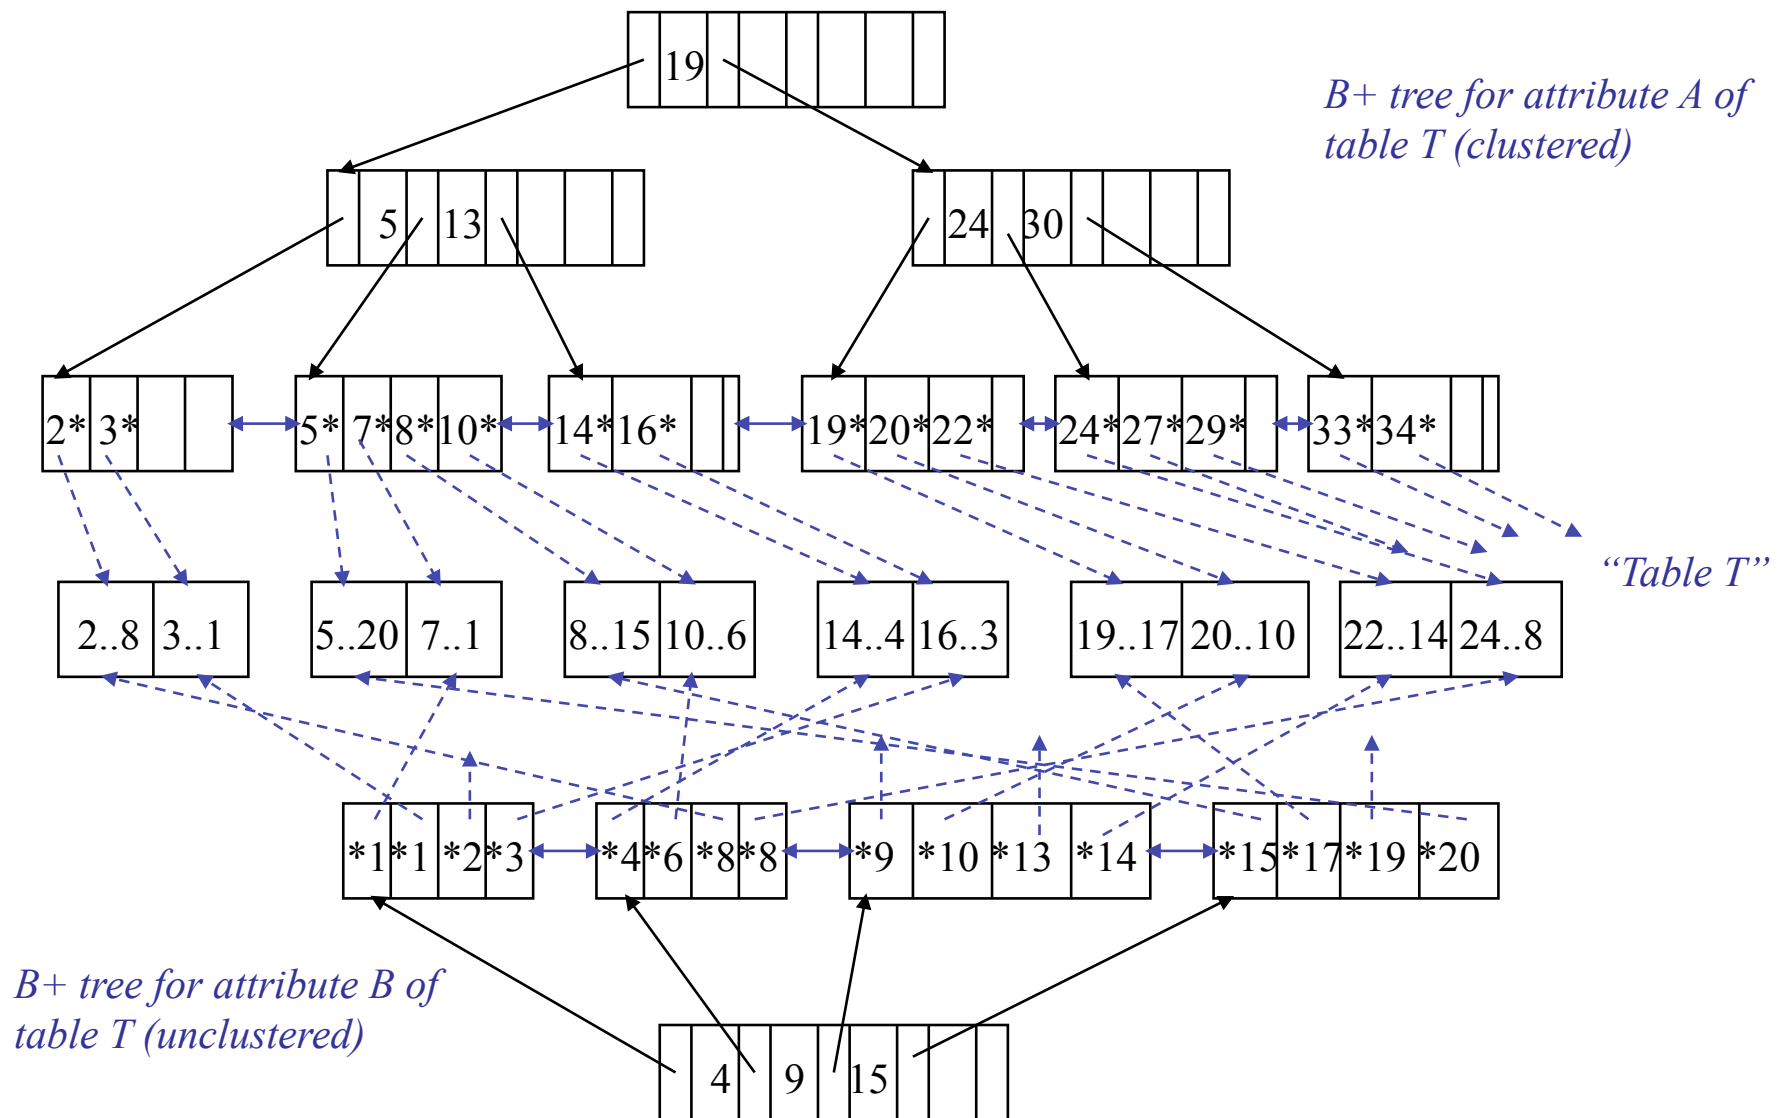 19
B+ tree for attribute A of
table T (clustered)
5 13
24 30
2* 3*
5* 7* 8* 10*
14* 16*
19* 20* 22*
24* 27* 29*
33* 34*
“Table T”
2..8 3..1
5..20 7..1
8..15 10..6
14..4 16..3
19..17 20..10
22..14 24..8
*1 *1 *2 *3
*4 *6 *8 *8
*9 *10 *13 *14
*15 *17 *19 *20
B+ tree for attribute B of
table T (unclustered)
4 9 15